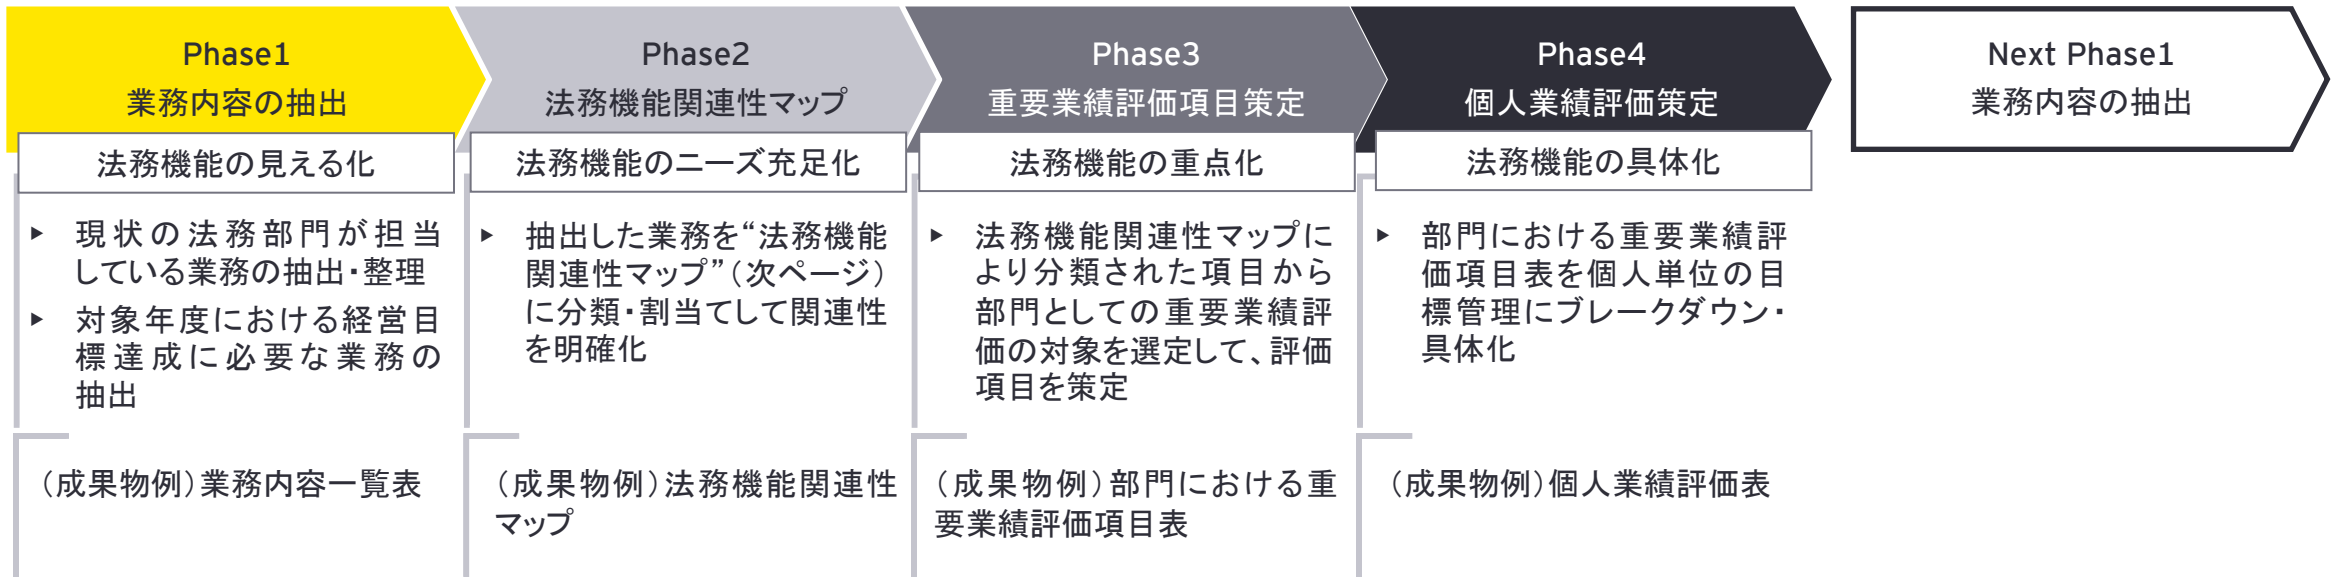 Phase1
業務内容の抽出
法務機能の見える化
▶ 現状の法務部門が担当
している業務の抽出・整理
▶ 対象年度における経営目
標達成に必要な業務の
抽出
（成果物例）業務内容一覧表
Phase2
法務機能関連性マップ
法務機能のニーズ充足化
▶ 抽出した業務を“法務機能
関連性マップ”（次ページ）
に分類・割当てして関連性
を明確化
（成果物例）法務機能関連性
マップ
Phase3
重要業績評価項目策定
法務機能の重点化
▶ 法務機能関連性マップに
より分類された項目から
部門としての重要業績評
価の対象を選定して、評価
項目を策定
（成果物例）部門における重
要業績評価項目表
Phase4
個人業績評価策定
法務機能の具体化
▶ 部門における重要業績評
価項目表を個人単位の目
標管理にブレークダウン・
具体化
（成果物例）個人業績評価表
Next Phase1
業務内容の抽出